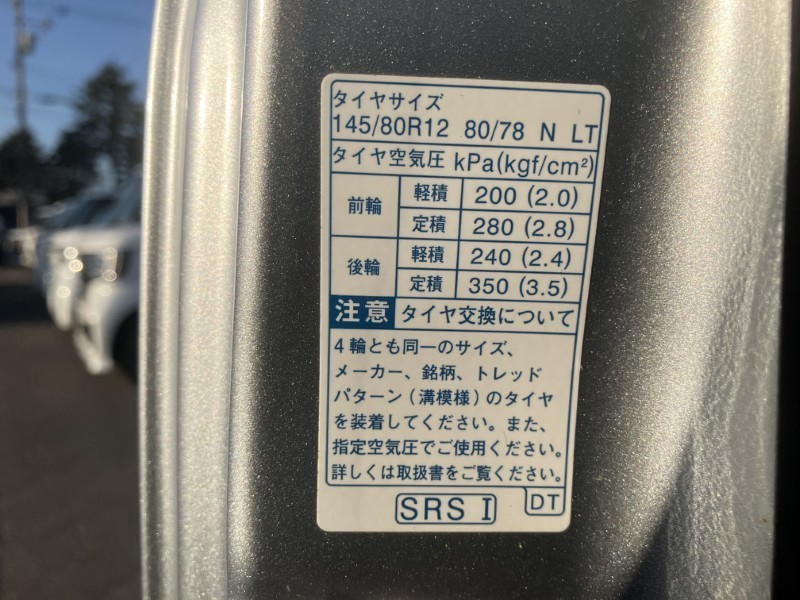 タイヤサイズ
145/80R12 80/78 N LT
タイヤ空気圧 kPa(kgf/cm²)
前輪 軽積 200 (2.0)
定積 280 (2.8)
後輪 軽積 240 (2.4)
定積 350 (3.5)
注意 タイヤ交換について
4輪とも同一のサイズ、
メーカー、銘柄、トレッド
パターン(溝模様)のタイヤ
を装着してください。また、
指定空気圧でご使用ください。
詳しくは取扱書をご覧ください。
SRS I DT